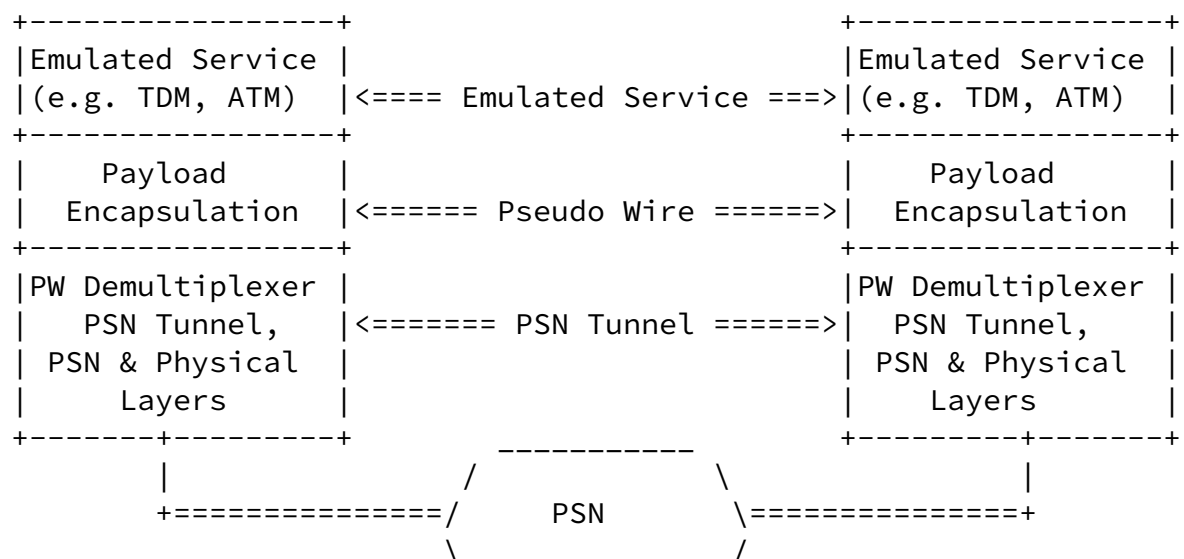 +-----------------+                            +-----------------+
|Emulated Service |                            |Emulated Service |
|(e.g. TDM, ATM)  |<==== Emulated Service ===>|(e.g. TDM, ATM)  |
+-----------------+                            +-----------------+
|    Payload      |                            |    Payload      |
|  Encapsulation  |<====== Pseudo Wire ======>|  Encapsulation  |
+-----------------+                            +-----------------+
|PW Demultiplexer |                            |PW Demultiplexer |
|   PSN Tunnel,   |<======= PSN Tunnel ======>|  PSN Tunnel,    |
| PSN & Physical  |                            | PSN & Physical  |
|     Layers      |                            |    Layers       |
+-------+---------+        ___________         +---------+-------+
        |                /             \                 |
        +===============/     PSN       \===============+
                        \               /